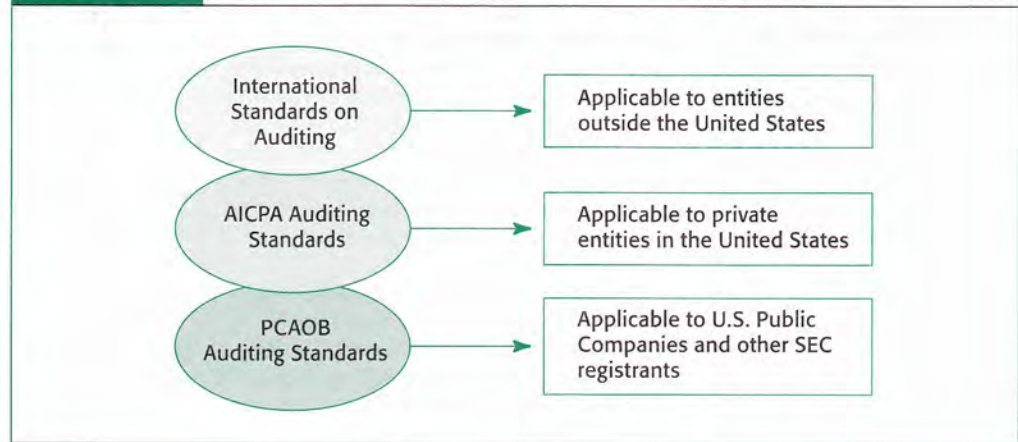 International
Standards on
Auditing
Applicable to entities
outside the United States
AICPA Auditing
Standards
Applicable to private
entities in the United States
PCAOB
Auditing Standards
Applicable to U.S. Public
Companies and other SEC
registrants